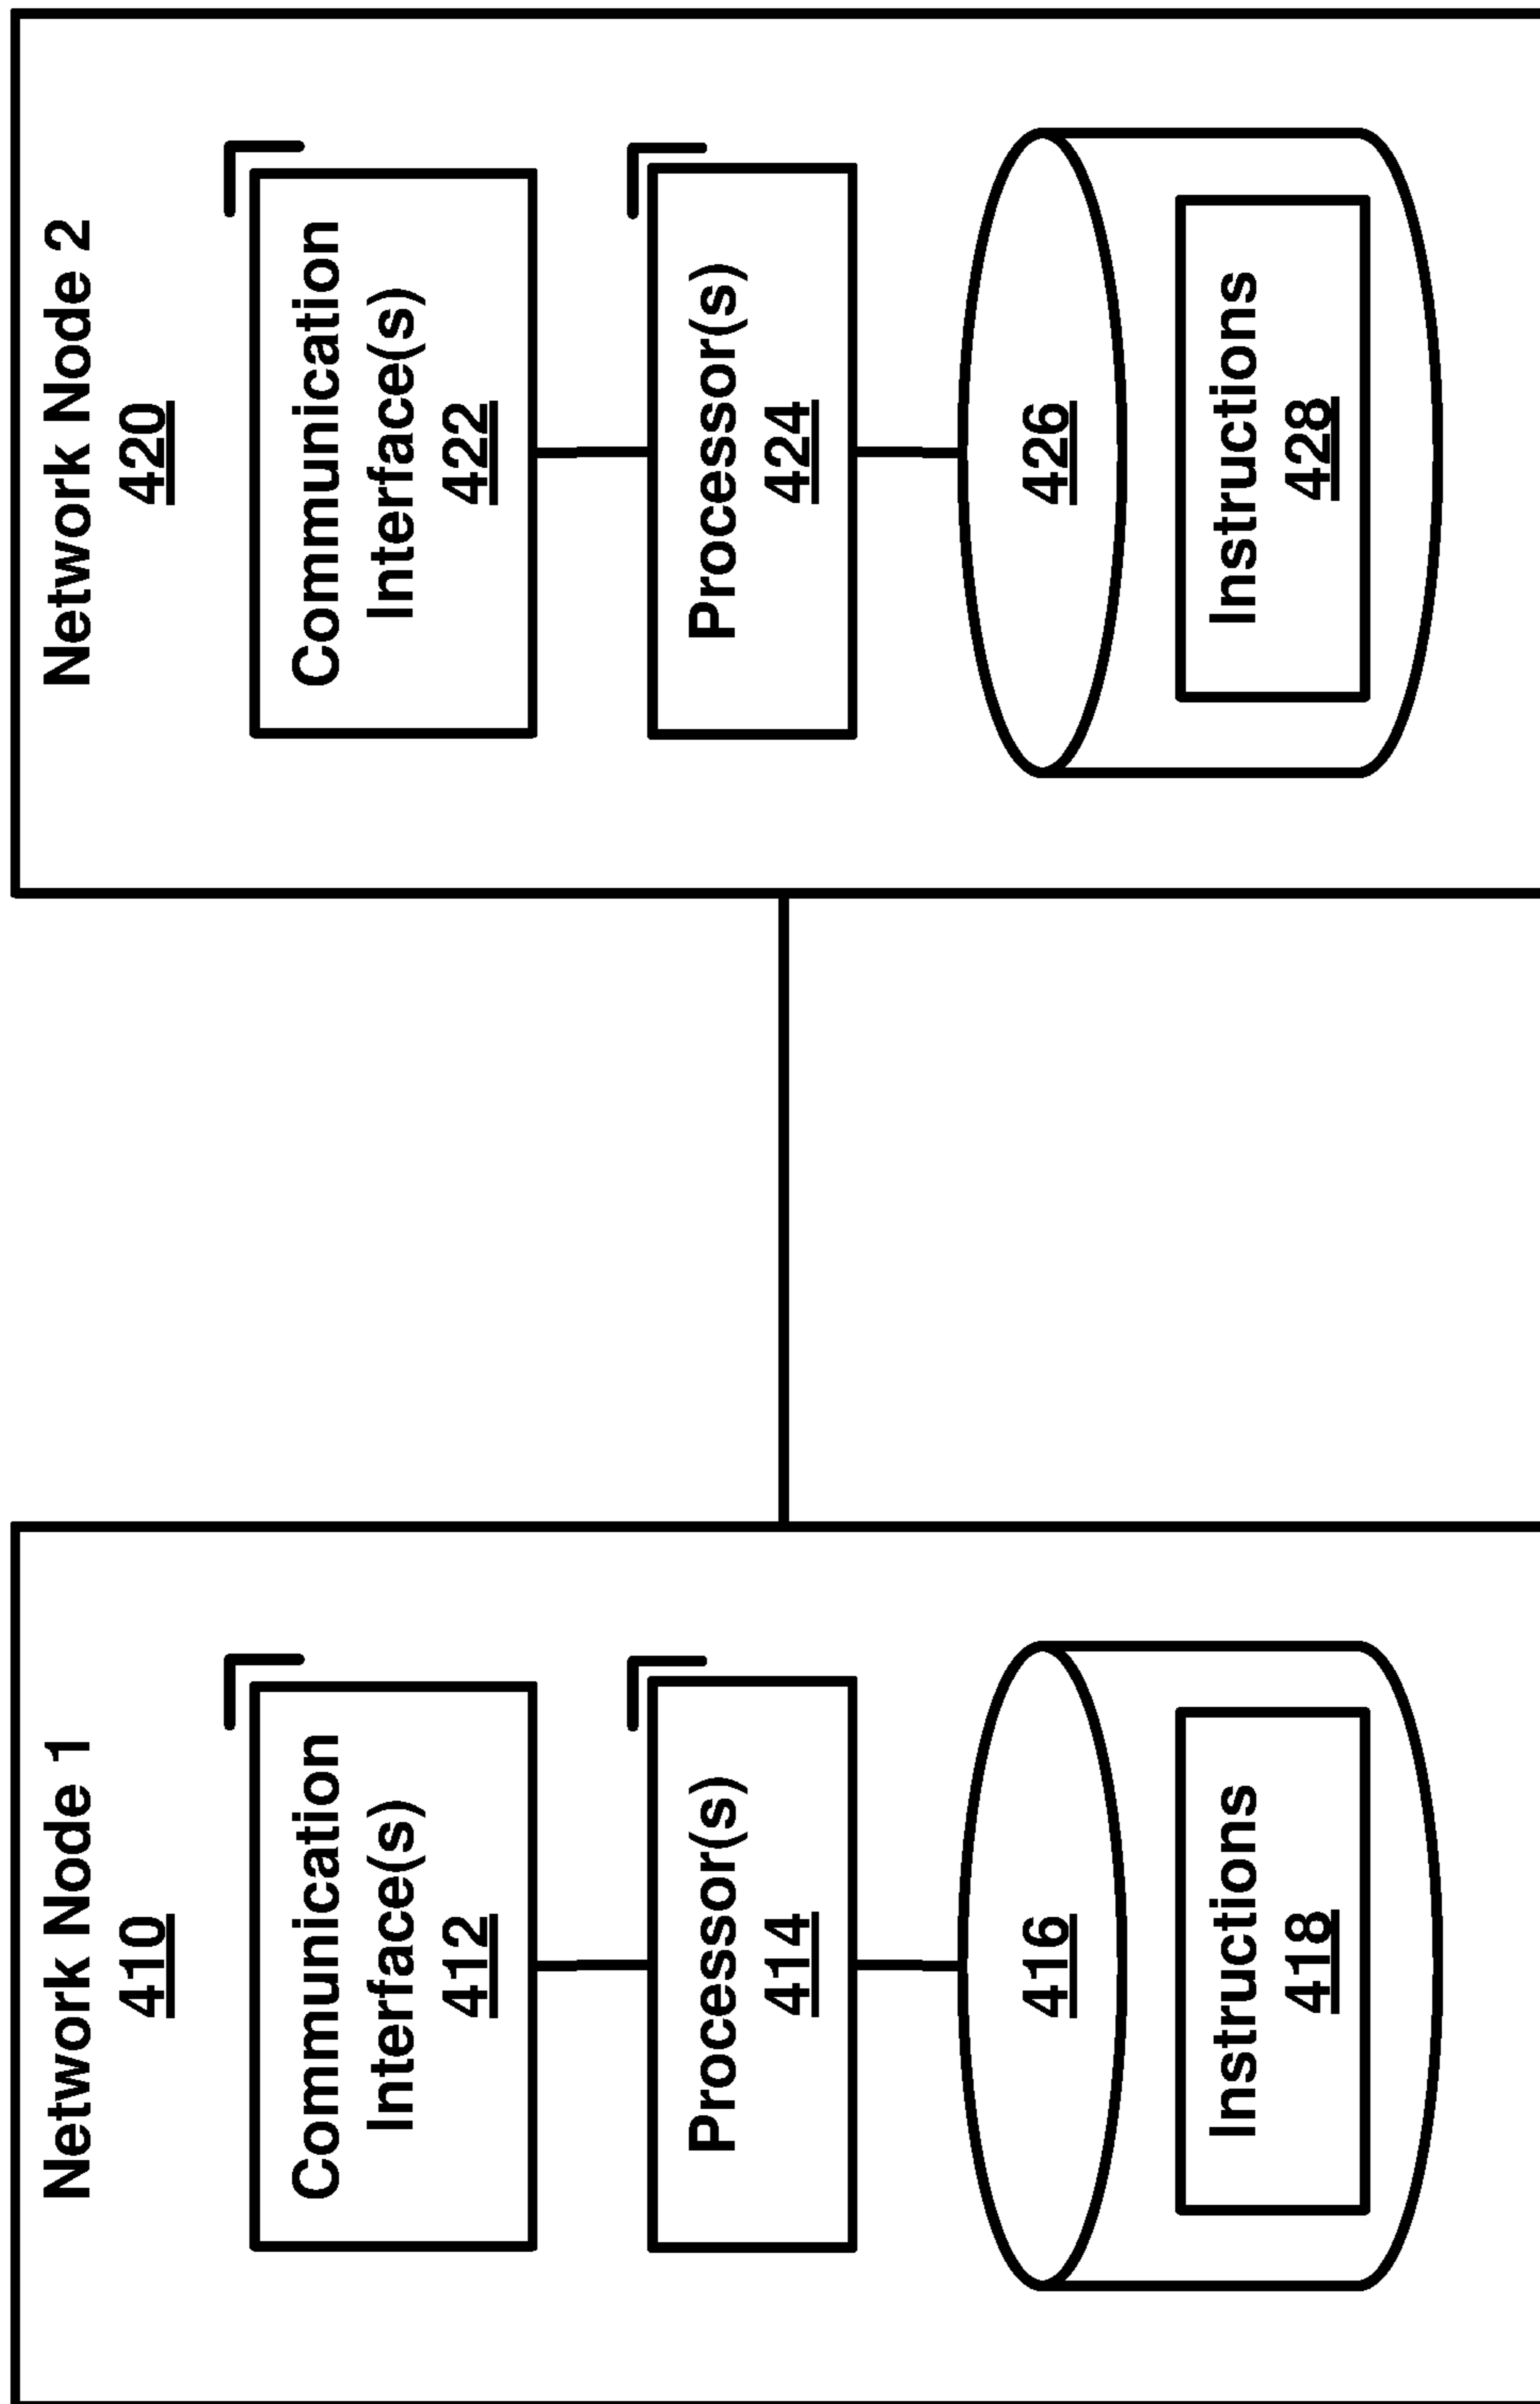 Network Node 1
410
Communication
Interface(s)
412
Processor(s)
414
416
Instructions
418
Network Node 2
420
Communication
Interface(s)
422
Processor(s)
424
426
Instructions
428